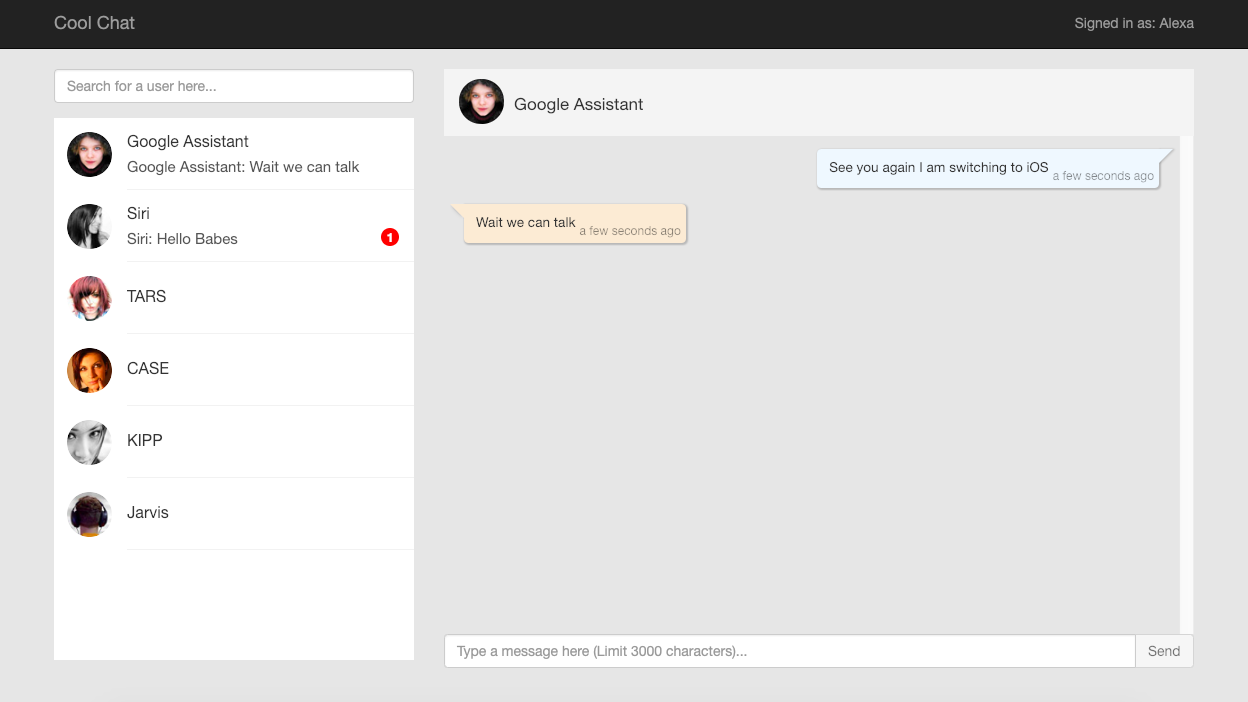 Cool Chat
Signed in as: Alexa
Search for a user here...
Google Assistant
Google Assistant: Wait we can talk
Siri
Siri: Hello Babes
1
TARS
CASE
KIPP
Jarvis
Google Assistant
See you again I am switching to iOS a few seconds ago
Wait we can talk a few seconds ago
Type a message here (Limit 3000 characters)...
Send